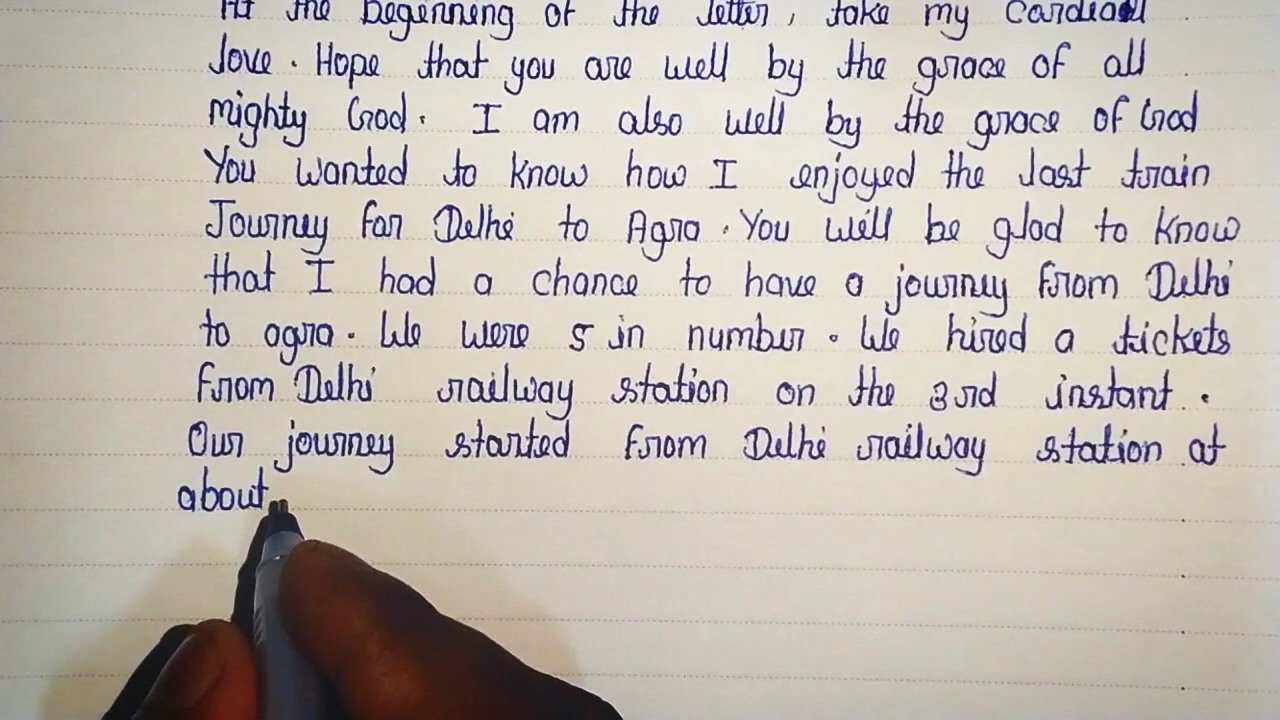 At the beginning of the letter, take my Cardeall
love. Hope that you are well by the grace of all
mighty God. I am also well by the grace of God
You wanted to know how I enjoyed the last train
Journey for Delhi to Agra. You will be glad to know
that I had a chance to have a journey from Delhi
to agra. We were 5 in number. We hired a tickets
from Delhi railway station on the 3rd instant.
Our journey started from Delhi railway station at
about